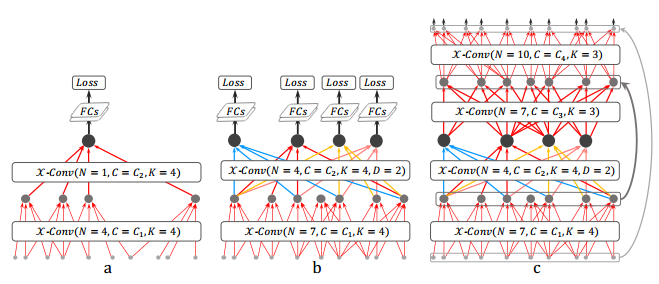 Loss
FCs
𝒳-Conv(N = 1, C = C₂, K = 4)
𝒳-Conv(N = 4, C = C₁, K = 4)
a
Loss Loss Loss Loss
FCs FCs FCs FCs
𝒳-Conv(N = 4, C = C₂, K = 4, D = 2)
𝒳-Conv(N = 7, C = C₁, K = 4)
b
𝒳-Conv(N = 10, C = C₄, K = 3)
𝒳-Conv(N = 7, C = C₃, K = 3)
𝒳-Conv(N = 4, C = C₂, K = 4, D = 2)
𝒳-Conv(N = 7, C = C₁, K = 4)
c